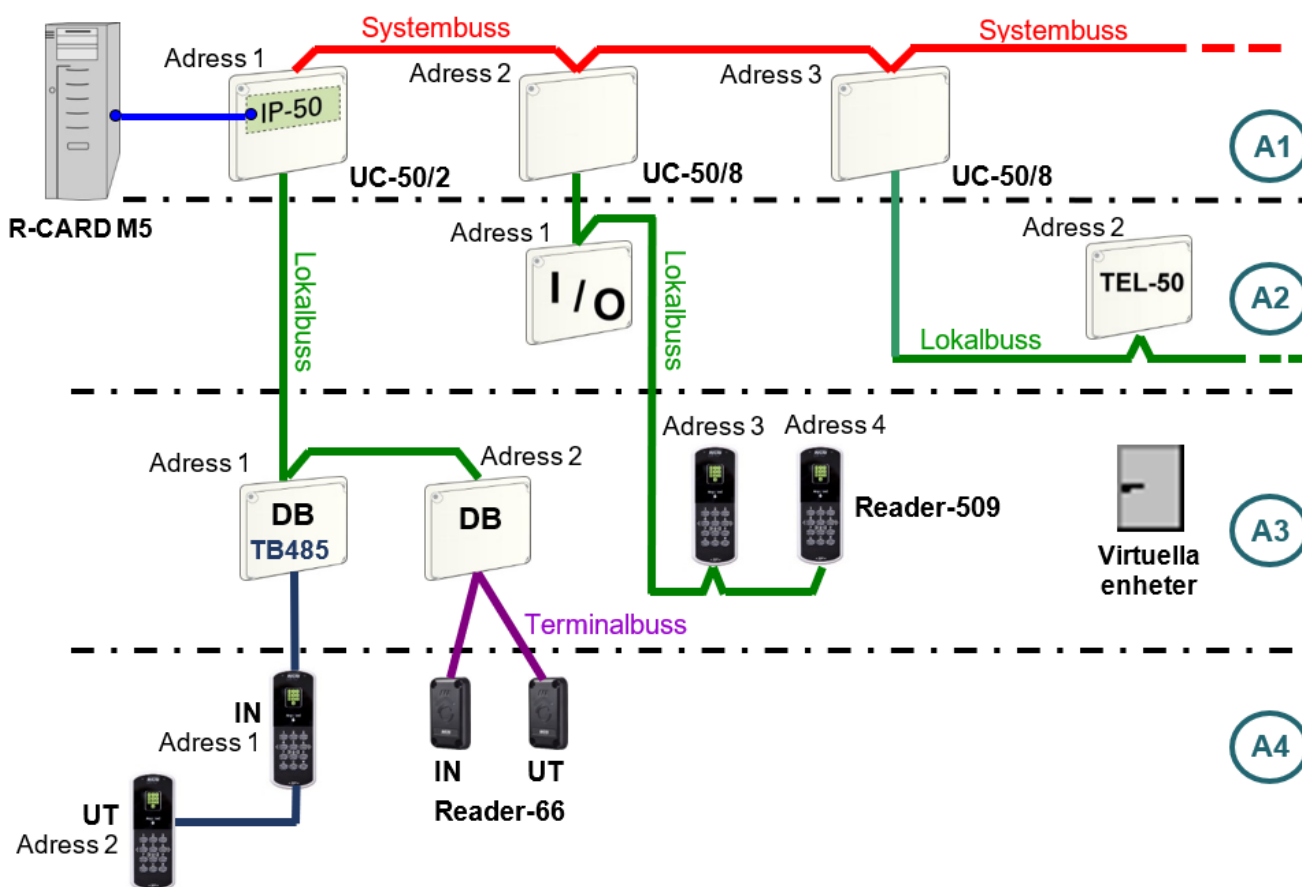 Systembuss
Systembuss
Adress 1
Adress 2
Adress 3
IP-50
A1
UC-50/2
UC-50/8
UC-50/8
R-CARD M5
Adress 1
Adress 2
I/O
TEL-50
A2
Lokalbuss
Lokalbuss
Lokalbuss
Adress 3
Adress 4
Adress 1
Adress 2
DB
TB485
DB
Reader-509
A3
Virtuella
enheter
Terminalbuss
IN
Adress 1
IN
UT
A4
Reader-66
UT
Adress 2